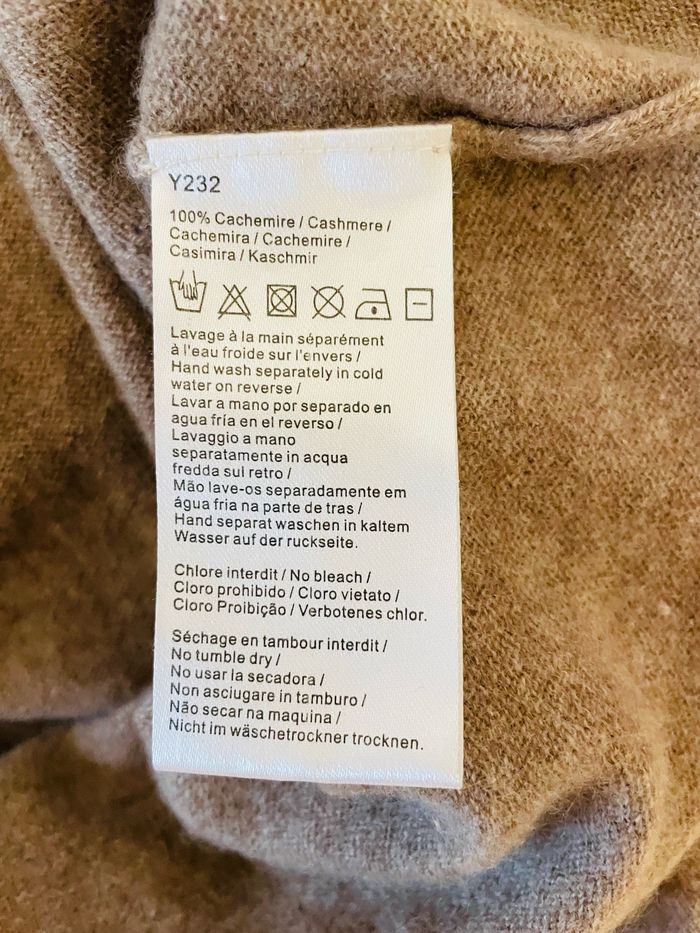 Y232
100% Cachemire / Cashmere /
Cachemira / Cachemire /
Casimira / Kaschmir
Lavage à la main séparément
à l'eau froide sur l'envers /
Hand wash separately in cold
water on reverse /
Lavar a mano por separado en
agua fría en el reverso /
Lavaggio a mano
separatamente in acqua
fredda sul retro /
Mão lave-os separadamente em
água fria na parte de tras /
Hand separat waschen in kaltem
Wasser auf der ruckseite.
Chlore interdit / No bleach /
Cloro prohibido / Cloro vietato /
Cloro Proibição / Verbotenes chlor.
Séchage en tambour interdit /
No tumble dry /
No usar la secadora /
Non asciugare in tamburo /
Não secar na maquina /
Nicht im wäschetrockner trocknen.